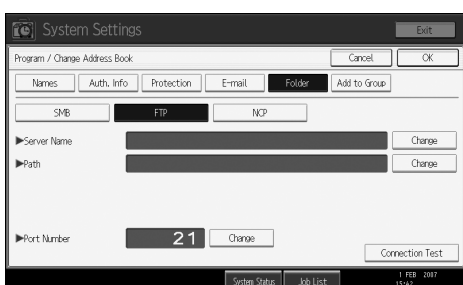 System Settings Exit
Program / Change Address Book Cancel OK
Names Auth. Info Protection E-mail Folder Add to Group
SMB FTP NCP
▶Server Name Change
▶Path Change
▶Port Number 21 Change
Connection Test
System Status Job List 1 FEB 2007
15:42